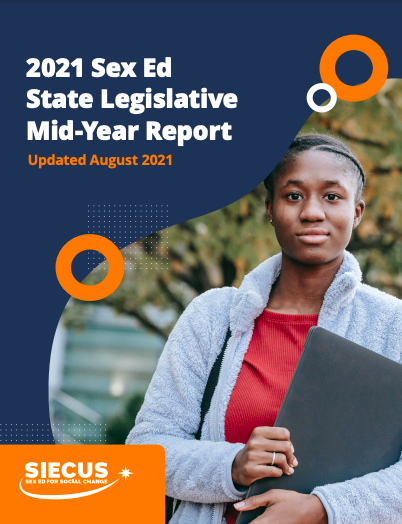 2021 Sex Ed
State Legislative
Mid-Year Report
Updated August 2021
SIECUS
SEX ED FOR SOCIAL CHANGE